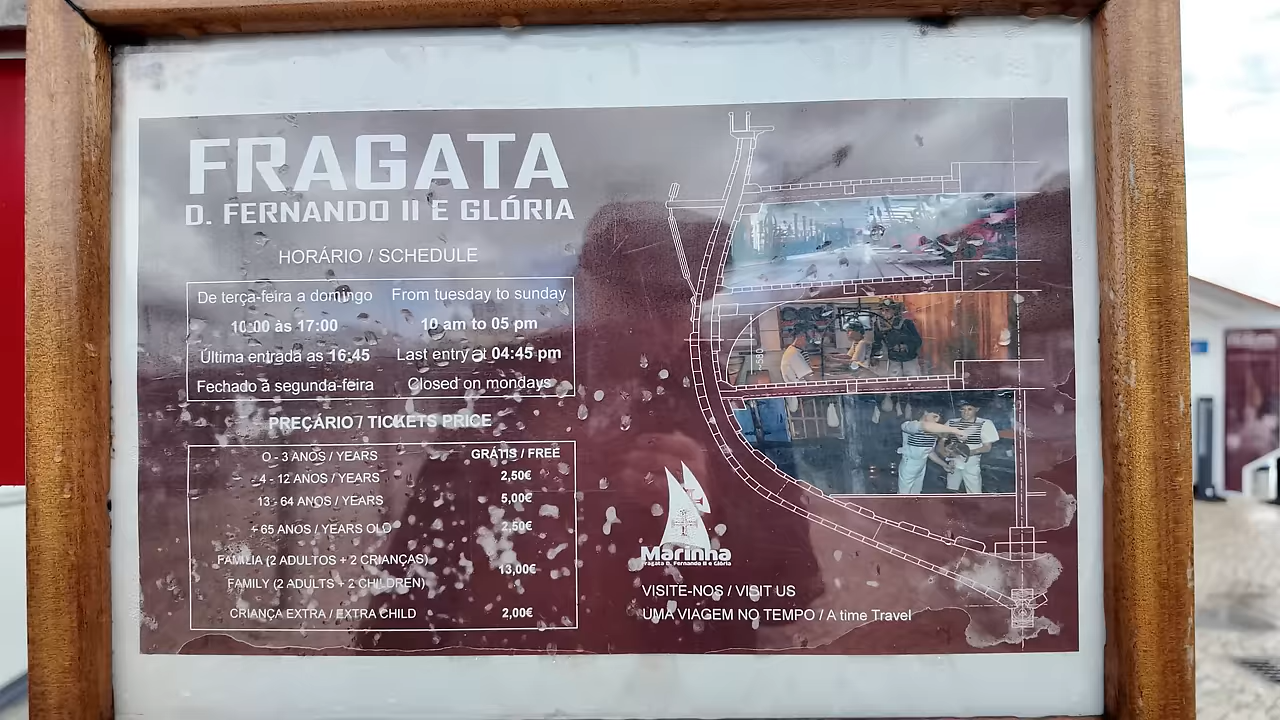 FRAGATA
D. FERNANDO II E GLÓRIA
HORÁRIO / SCHEDULE
De terça-feira a domingo From tuesday to sunday
10:00 às 17:00 10 am to 05 pm
Última entrada as 16:45 Last entry at 04:45 pm
Fechado à segunda-feira Closed on mondays
PREÇÁRIO / TICKETS PRICE
0 - 3 ANOS / YEARS GRÁTIS / FREE
4 - 12 ANOS / YEARS 2,50€
13 - 64 ANOS / YEARS 5,00€
+ 65 ANOS / YEARS OLD 2,50€
FAMÍLIA (2 ADULTOS + 2 CRIANÇAS)
13,00€
FAMILY (2 ADULTS + 2 CHILDREN)
CRIANÇA EXTRA / EXTRA CHILD 2,00€
580
Marinha
Fragata D. Fernando II e Glória
VISITE-NOS / VISIT US
UMA VIAGEM NO TEMPO / A time Travel